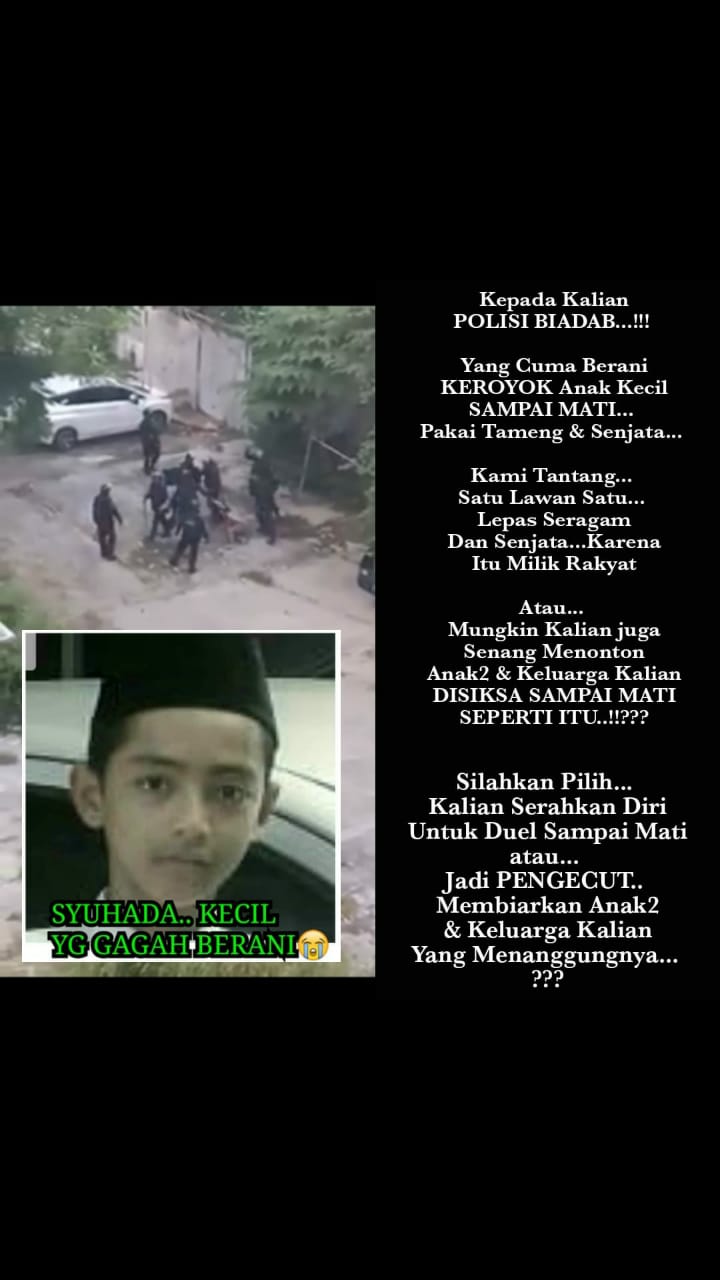 Kepada Kalian
POLISI BIADAB...!!!
Yang Cuma Berani
KEROYOK Anak Kecil
SAMPAI MATI...
Pakai Tameng & Senjata...
Kami Tantang...
Satu Lawan Satu...
Lepas Seragam
Dan Senjata...Karena
Itu Milik Rakyat
Atau...
Mungkin Kalian juga
Senang Menonton
Anak2 & Keluarga Kalian
DISIKSA SAMPAI MATI
SEPERTI ITU..!!???
Silahkan Pilih...
Kalian Serahkan Diri
Untuk Duel Sampai Mati
atau...
Jadi PENGECUT..
Membiarkan Anak2
& Keluarga Kalian
Yang Menanggungnya...
???
SYUHADA.. KECIL
YG GAGAH BERANI😭